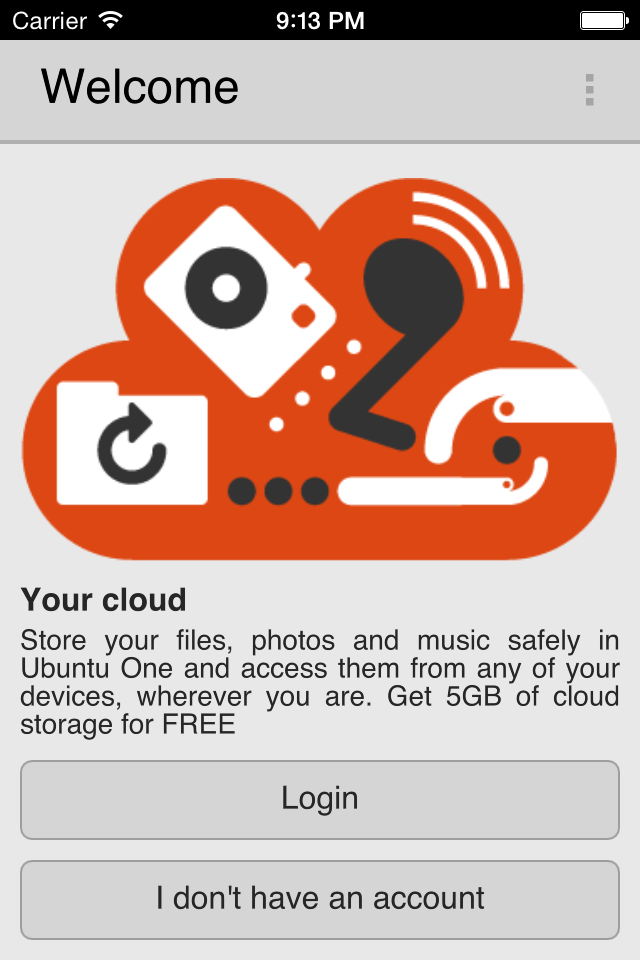 Carrier 9:13 PM
Welcome
Your cloud
Store your files, photos and music safely in
Ubuntu One and access them from any of your
devices, wherever you are. Get 5GB of cloud
storage for FREE
Login
I don't have an account